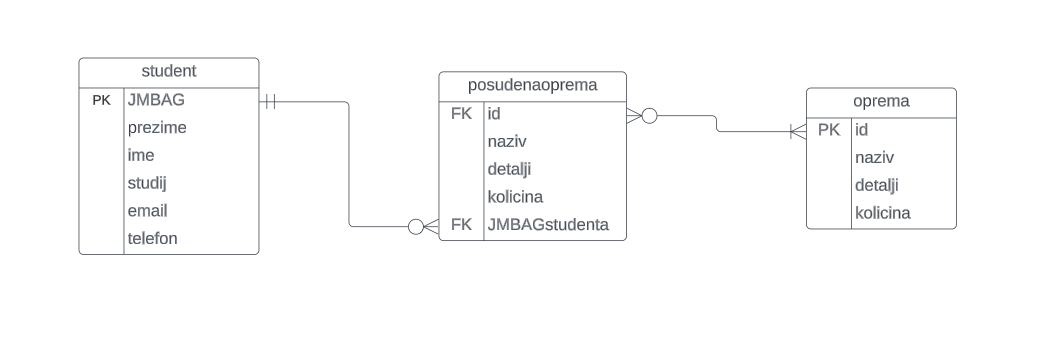 student
PK JMBAG
prezime
ime
studij
email
telefon
posudenaoprema
FK id
naziv
detalji
kolicina
FK JMBAGstudenta
oprema
PK id
naziv
detalji
kolicina